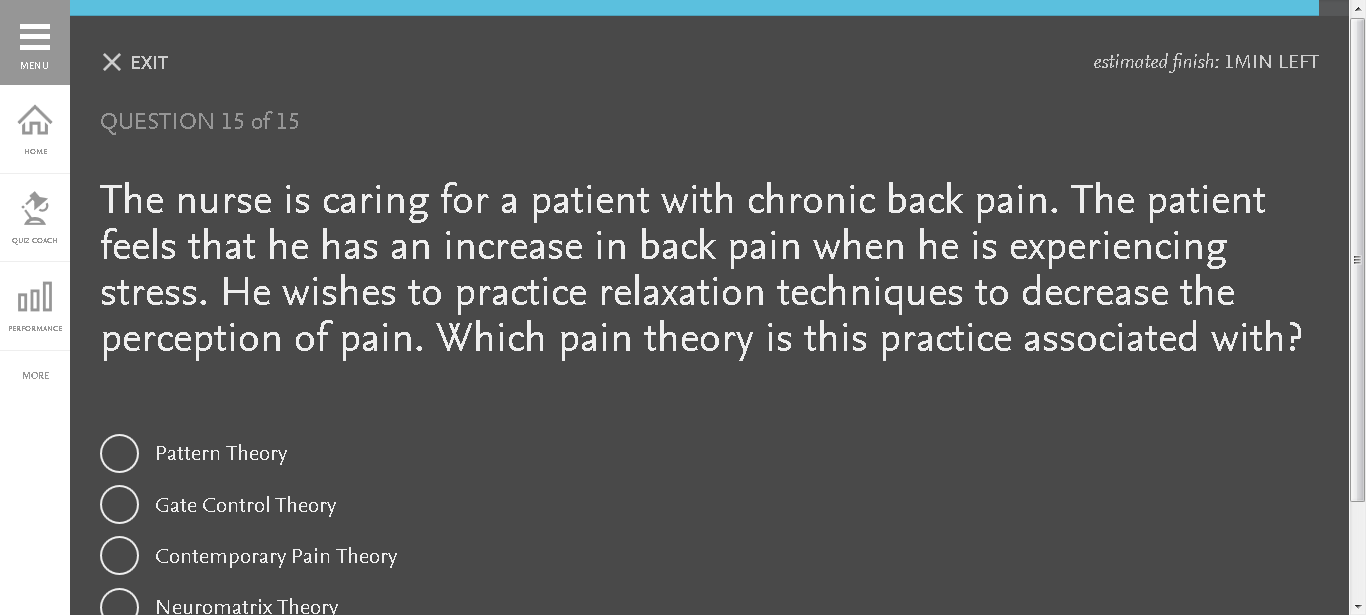 MENU
EXIT
estimated finish: 1MIN LEFT
QUESTION 15 of 15
HOME
QUIZ COACH
PERFORMANCE
MORE
The nurse is caring for a patient with chronic back pain. The patient
feels that he has an increase in back pain when he is experiencing
stress. He wishes to practice relaxation techniques to decrease the
perception of pain. Which pain theory is this practice associated with?
Pattern Theory
Gate Control Theory
Contemporary Pain Theory
Neuromatrix Theory